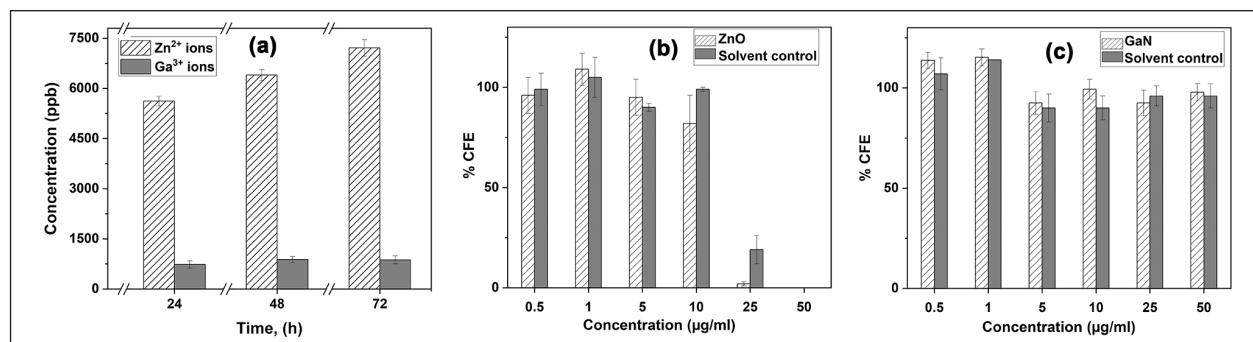 (a)
Zn²⁺ ions
Ga³⁺ ions
Concentration (ppb)
7500
6000
4500
3000
1500
0
24 48 72
Time, (h)
(b)
ZnO
Solvent control
% CFE
100
50
0
0.5 1 5 10 25 50
Concentration (µg/ml)
(c)
GaN
Solvent control
% CFE
100
50
0
0.5 1 5 10 25 50
Concentration (µg/ml)